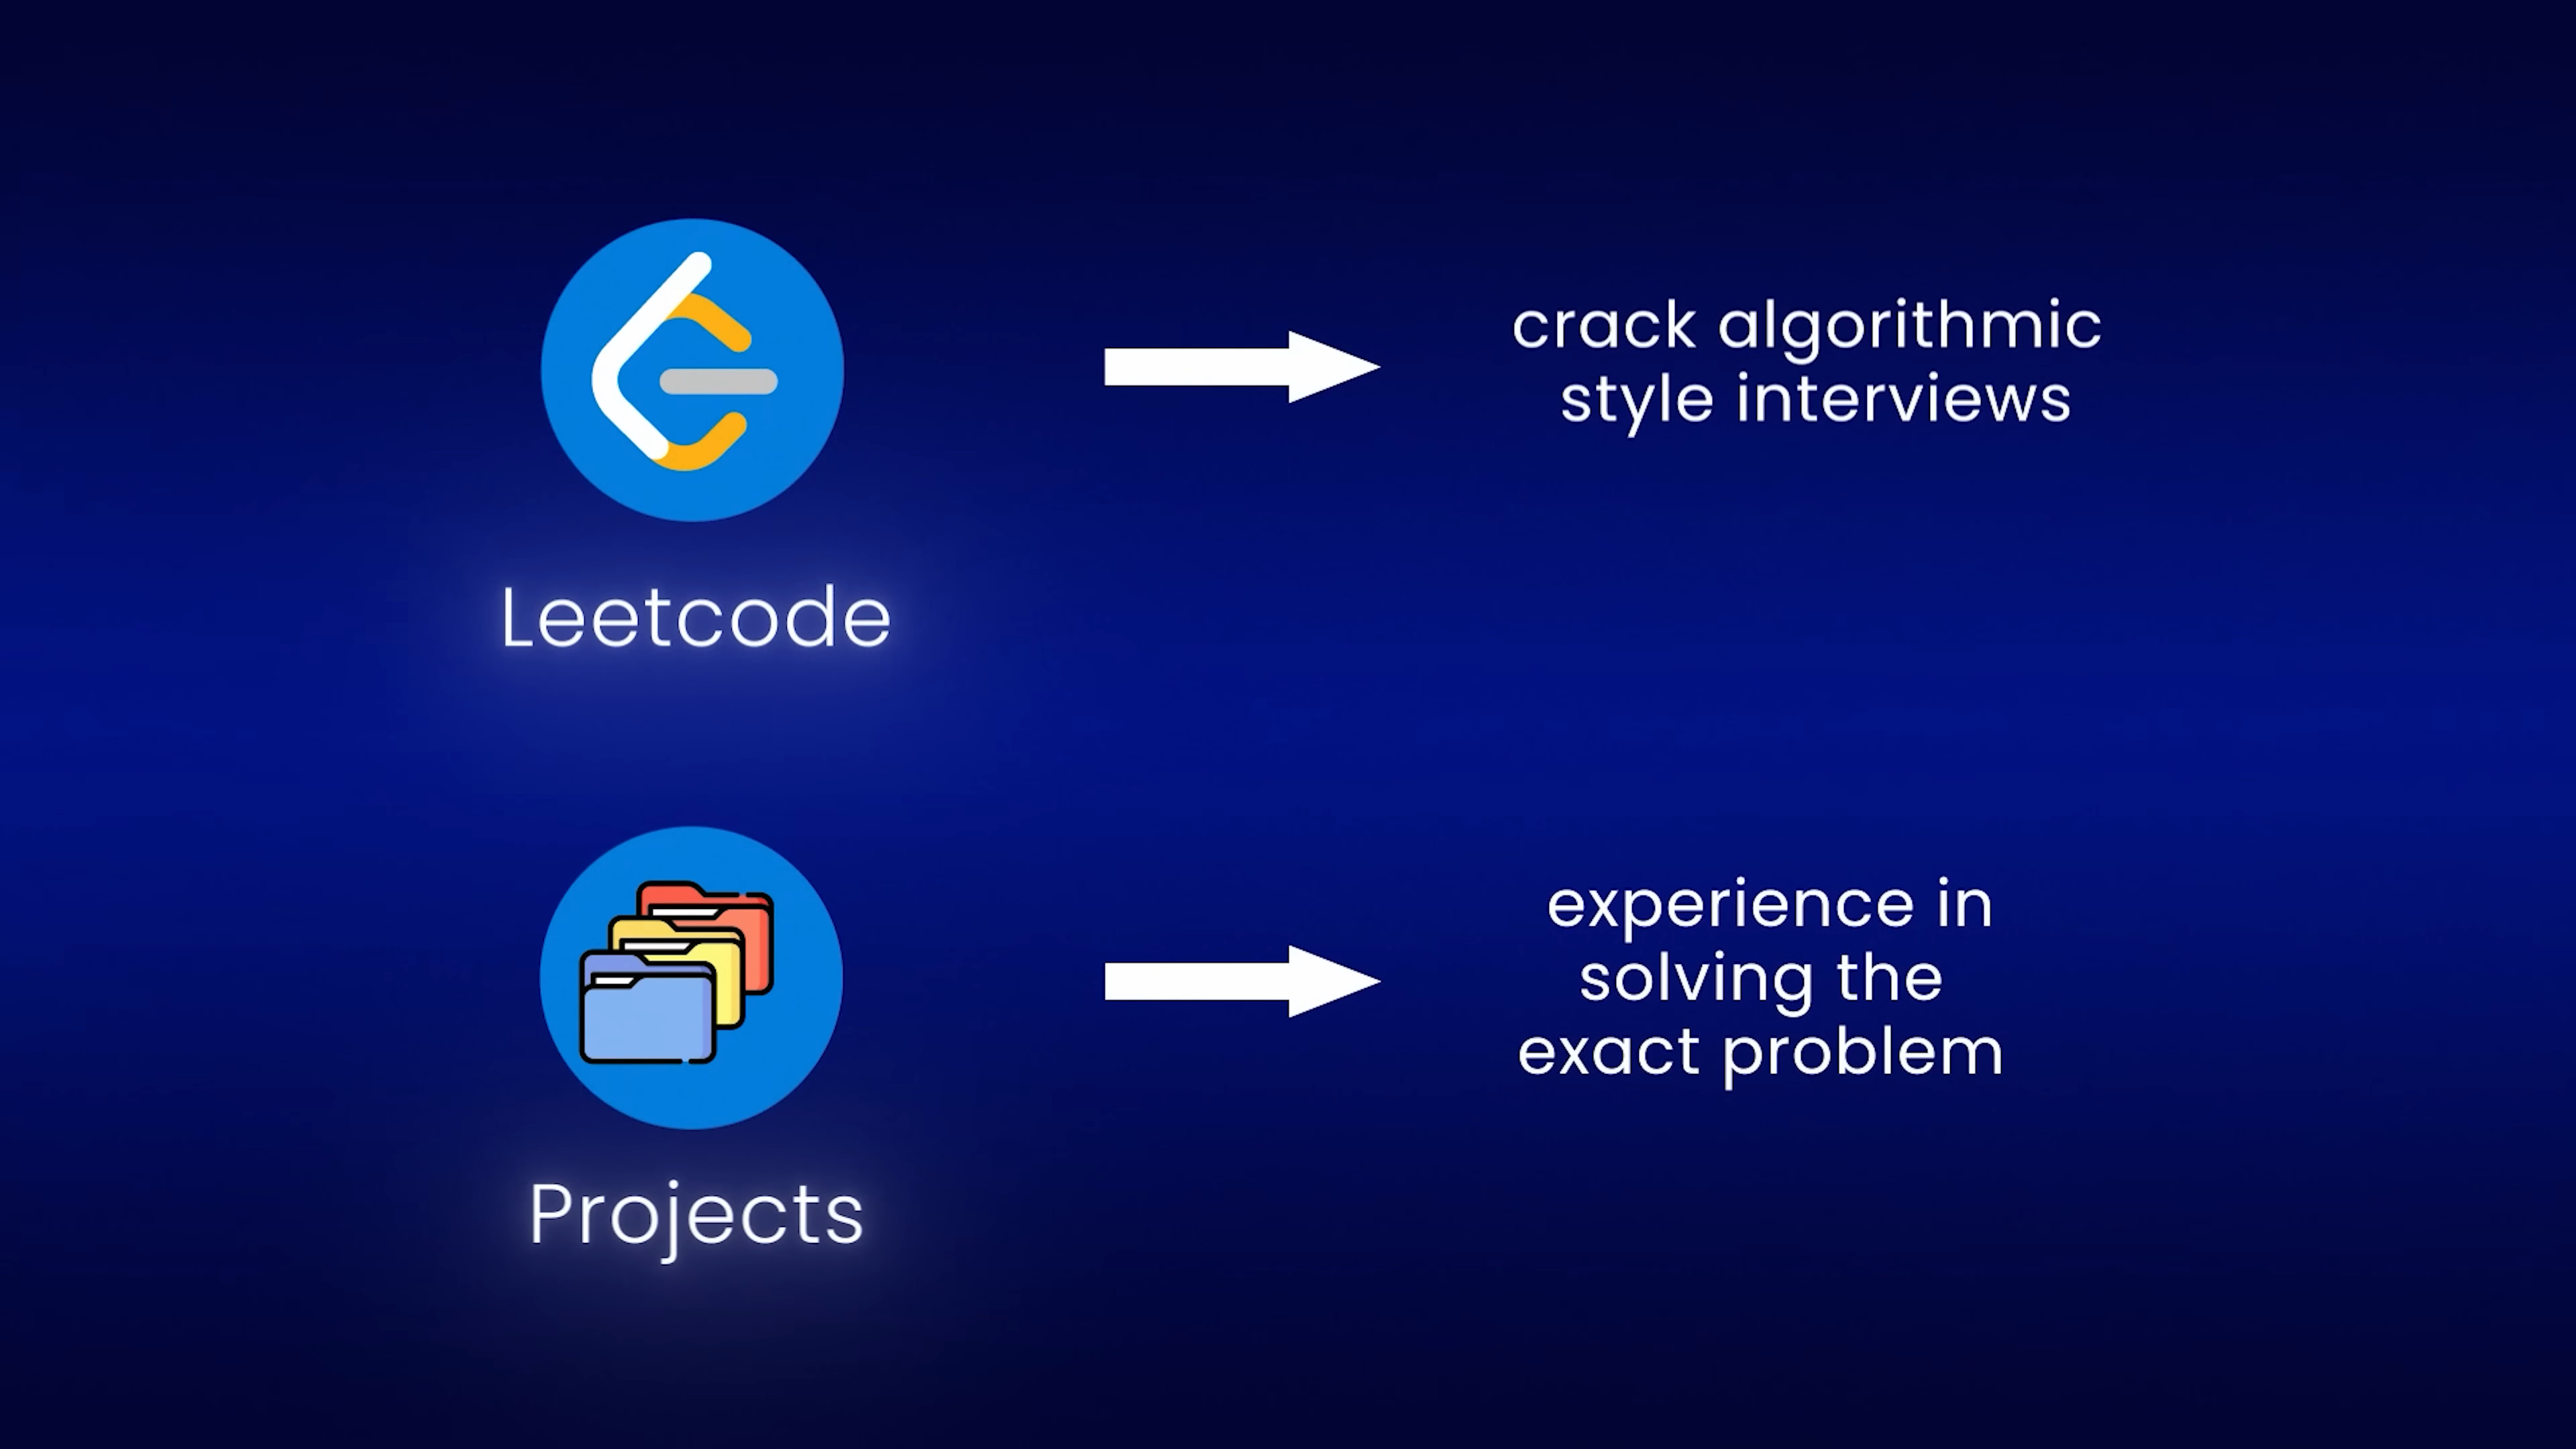 crack algorithmic
style interviews
Leetcode
experience in
solving the
exact problem
Projects